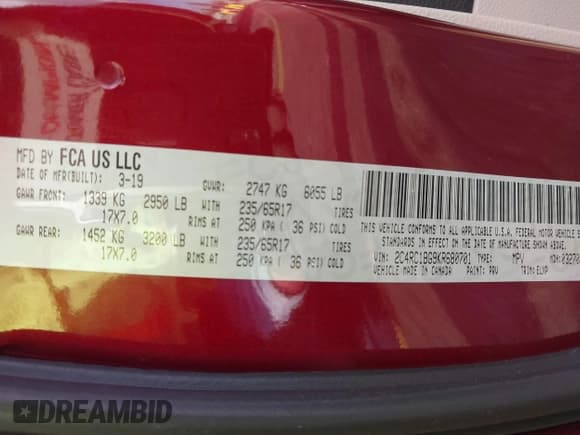 MFD BY FCA US LLC
DATE OF MFR(BUILT): 3-19 GVWR: 2747 KG 6055 LB
GAWR FRONT: 1339 KG 2950 LB WITH 235/65R17 TIRES
17X7.0 RIMS AT 250 KPA ( 36 PSI) COLD
GAWR REAR: 1452 KG 3200 LB WITH 235/65R17 TIRES
17X7.0 RIMS AT 250 KPA ( 36 PSI) COLD
THIS VEHICLE CONFORMS TO ALL APPLICABLE U.S.A. FEDERAL MOTOR VEHICLE
STANDARDS IN EFFECT ON THE DATE OF MANUFACTURE SHOWN ABOVE.
VIN: 2C4RC1BG9KR680701 TYPE: MPV MDH: 03270
VEHICLE MADE IN CANADA PAINT: PRV TRIM: ELXP
DREAMBID